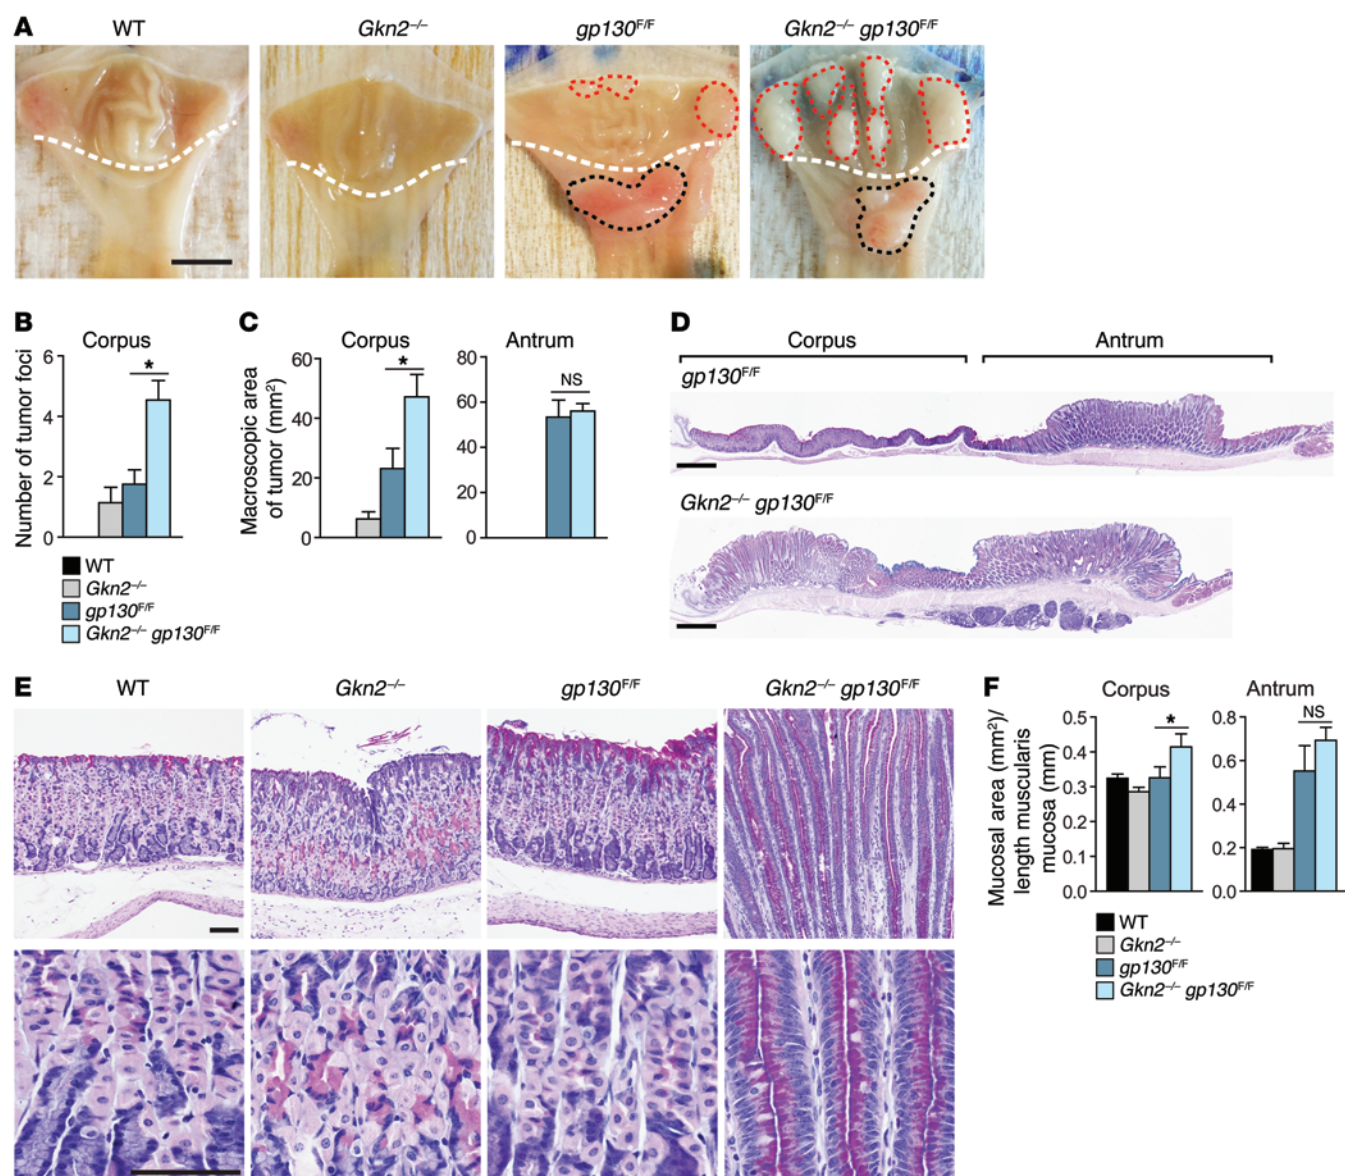 A
WT
Gkn2–/–
gp130F/F
Gkn2–/– gp130F/F
B
Corpus
Number of tumor foci
6
4
2
0
*
WT
Gkn2–/–
gp130F/F
Gkn2–/– gp130F/F
C
Corpus
Macroscopic area
of tumor (mm2)
60
40
20
0
*
Antrum
80
60
40
20
0
NS
D
Corpus
Antrum
gp130F/F
Gkn2–/– gp130F/F
E
WT
Gkn2–/–
gp130F/F
Gkn2–/– gp130F/F
F
Corpus
Mucosal area (mm2)/
length muscularis
mucosa (mm)
0.5
0.4
0.3
0.2
0.1
0.0
*
Antrum
0.8
0.6
0.4
0.2
0.0
NS
WT
Gkn2–/–
gp130F/F
Gkn2–/– gp130F/F